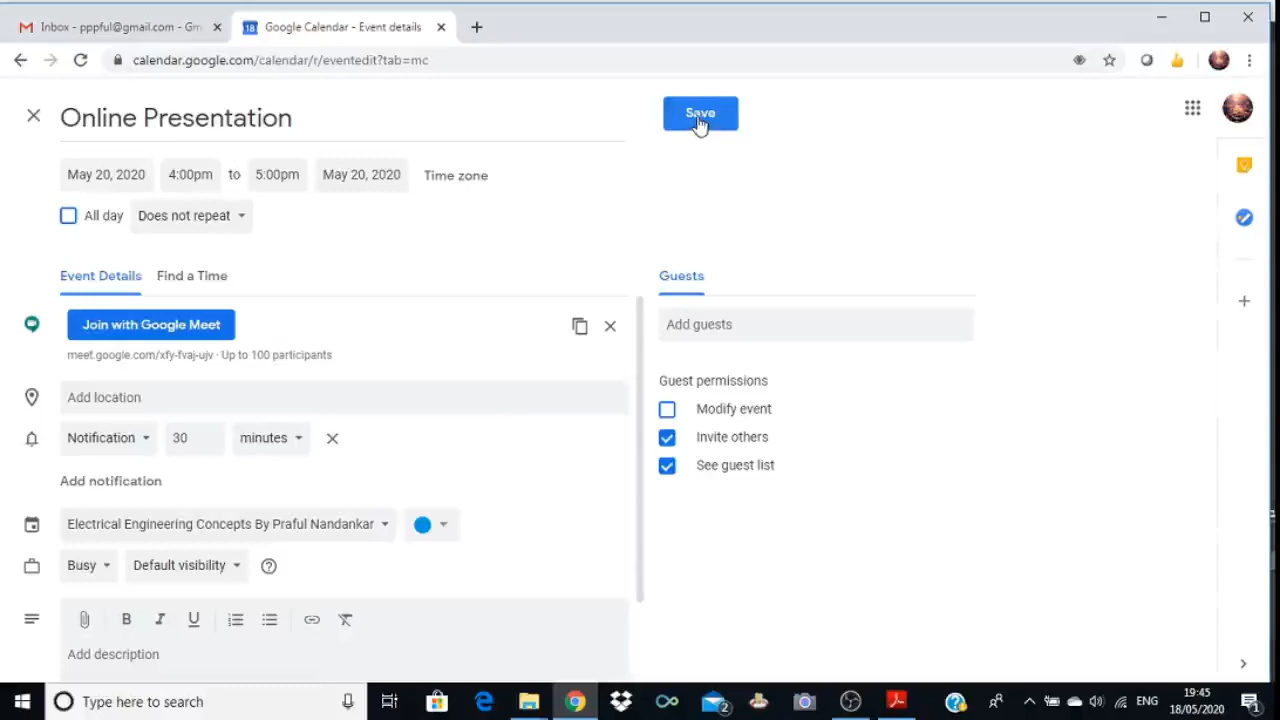 Inbox - pppful@gmail.com - Gm
18
Google Calendar - Event details
calendar.google.com/calendar/r/eventedit?tab=mc
Online Presentation
Save
May 20, 2020 4:00pm to 5:00pm May 20, 2020 Time zone
All day Does not repeat
Event Details Find a Time
Guests
Join with Google Meet
meet.google.com/xfy-fvaj-ujv · Up to 100 participants
Add guests
Guest permissions
Add location
Modify event
Notification 30 minutes
Invite others
See guest list
Add notification
Electrical Engineering Concepts By Praful Nandankar
Busy Default visibility
B I U
Add description
Type here to search
2
ENG
19:45
18/05/2020
1